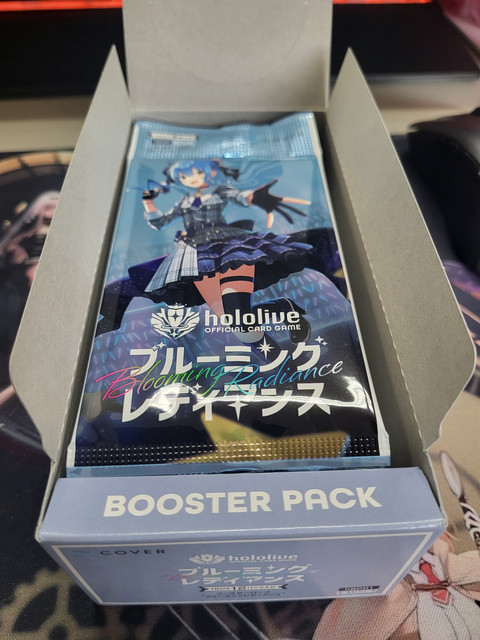 hololive
OFFICIAL CARD GAME
ブルーミング
Blooming Radiance
レディアンス
BOOSTER PACK
COVER
hololive
ブルーミング
レディアンス